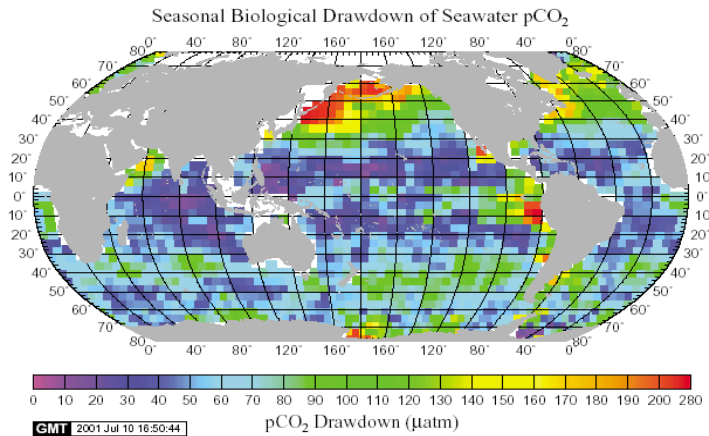 Seasonal Biological Drawdown of Seawater pCO₂
0˚ 40˚ 80˚ 120˚ 160˚ 160˚ 120˚ 80˚ 40˚ 0˚
80˚ 80˚
70˚ 70˚
60˚ 60˚
50˚ 50˚
40˚ 40˚
30˚ 30˚
20˚ 20˚
10˚ 10˚
0˚ 0˚
10˚ 10˚
20˚ 20˚
30˚ 30˚
40˚ 40˚
50˚ 50˚
60˚ 60˚
70˚ 70˚
80˚ 80˚
0˚ 40˚ 80˚ 120˚ 160˚ 160˚ 120˚ 80˚ 40˚ 0˚
0 10 20 30 40 50 60 70 80 90 100 110 120 130 140 150 160 170 180 190 200 280
pCO₂ Drawdown (µatm)
GMT 2001 Jul 10 16:50:44